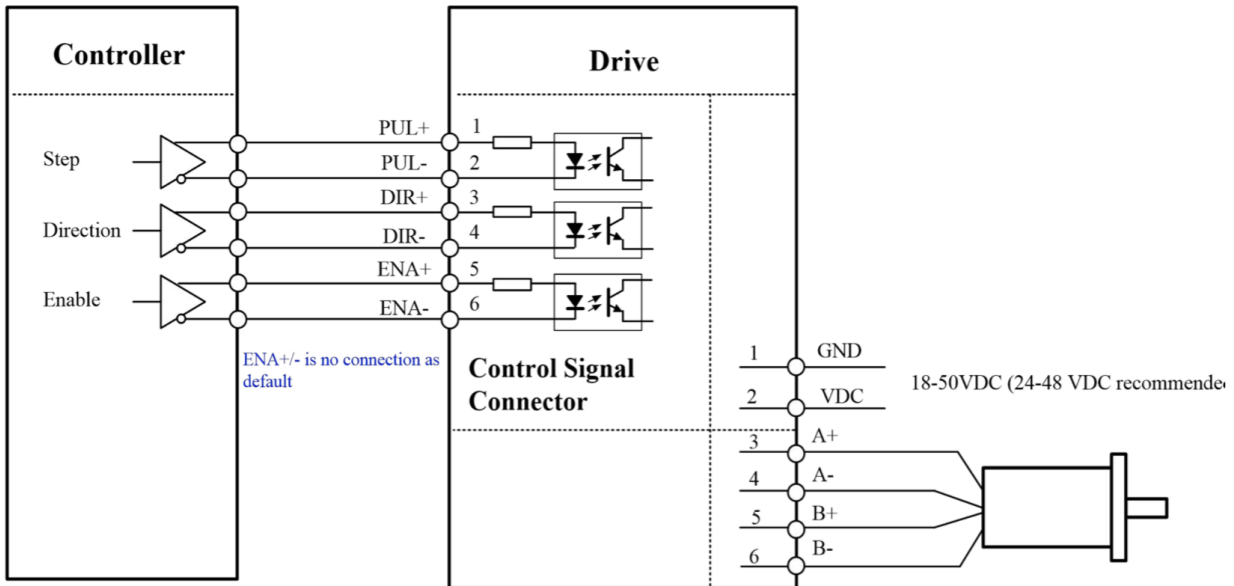 Controller
Drive
Step
Direction
Enable
PUL+
PUL-
DIR+
DIR-
ENA+
ENA-
1
2
3
4
5
6
ENA+/- is no connection as
default
Control Signal
Connector
1 GND
2 VDC
18-50VDC (24-48 VDC
3 A+
4 A-
5 B+
6 B-